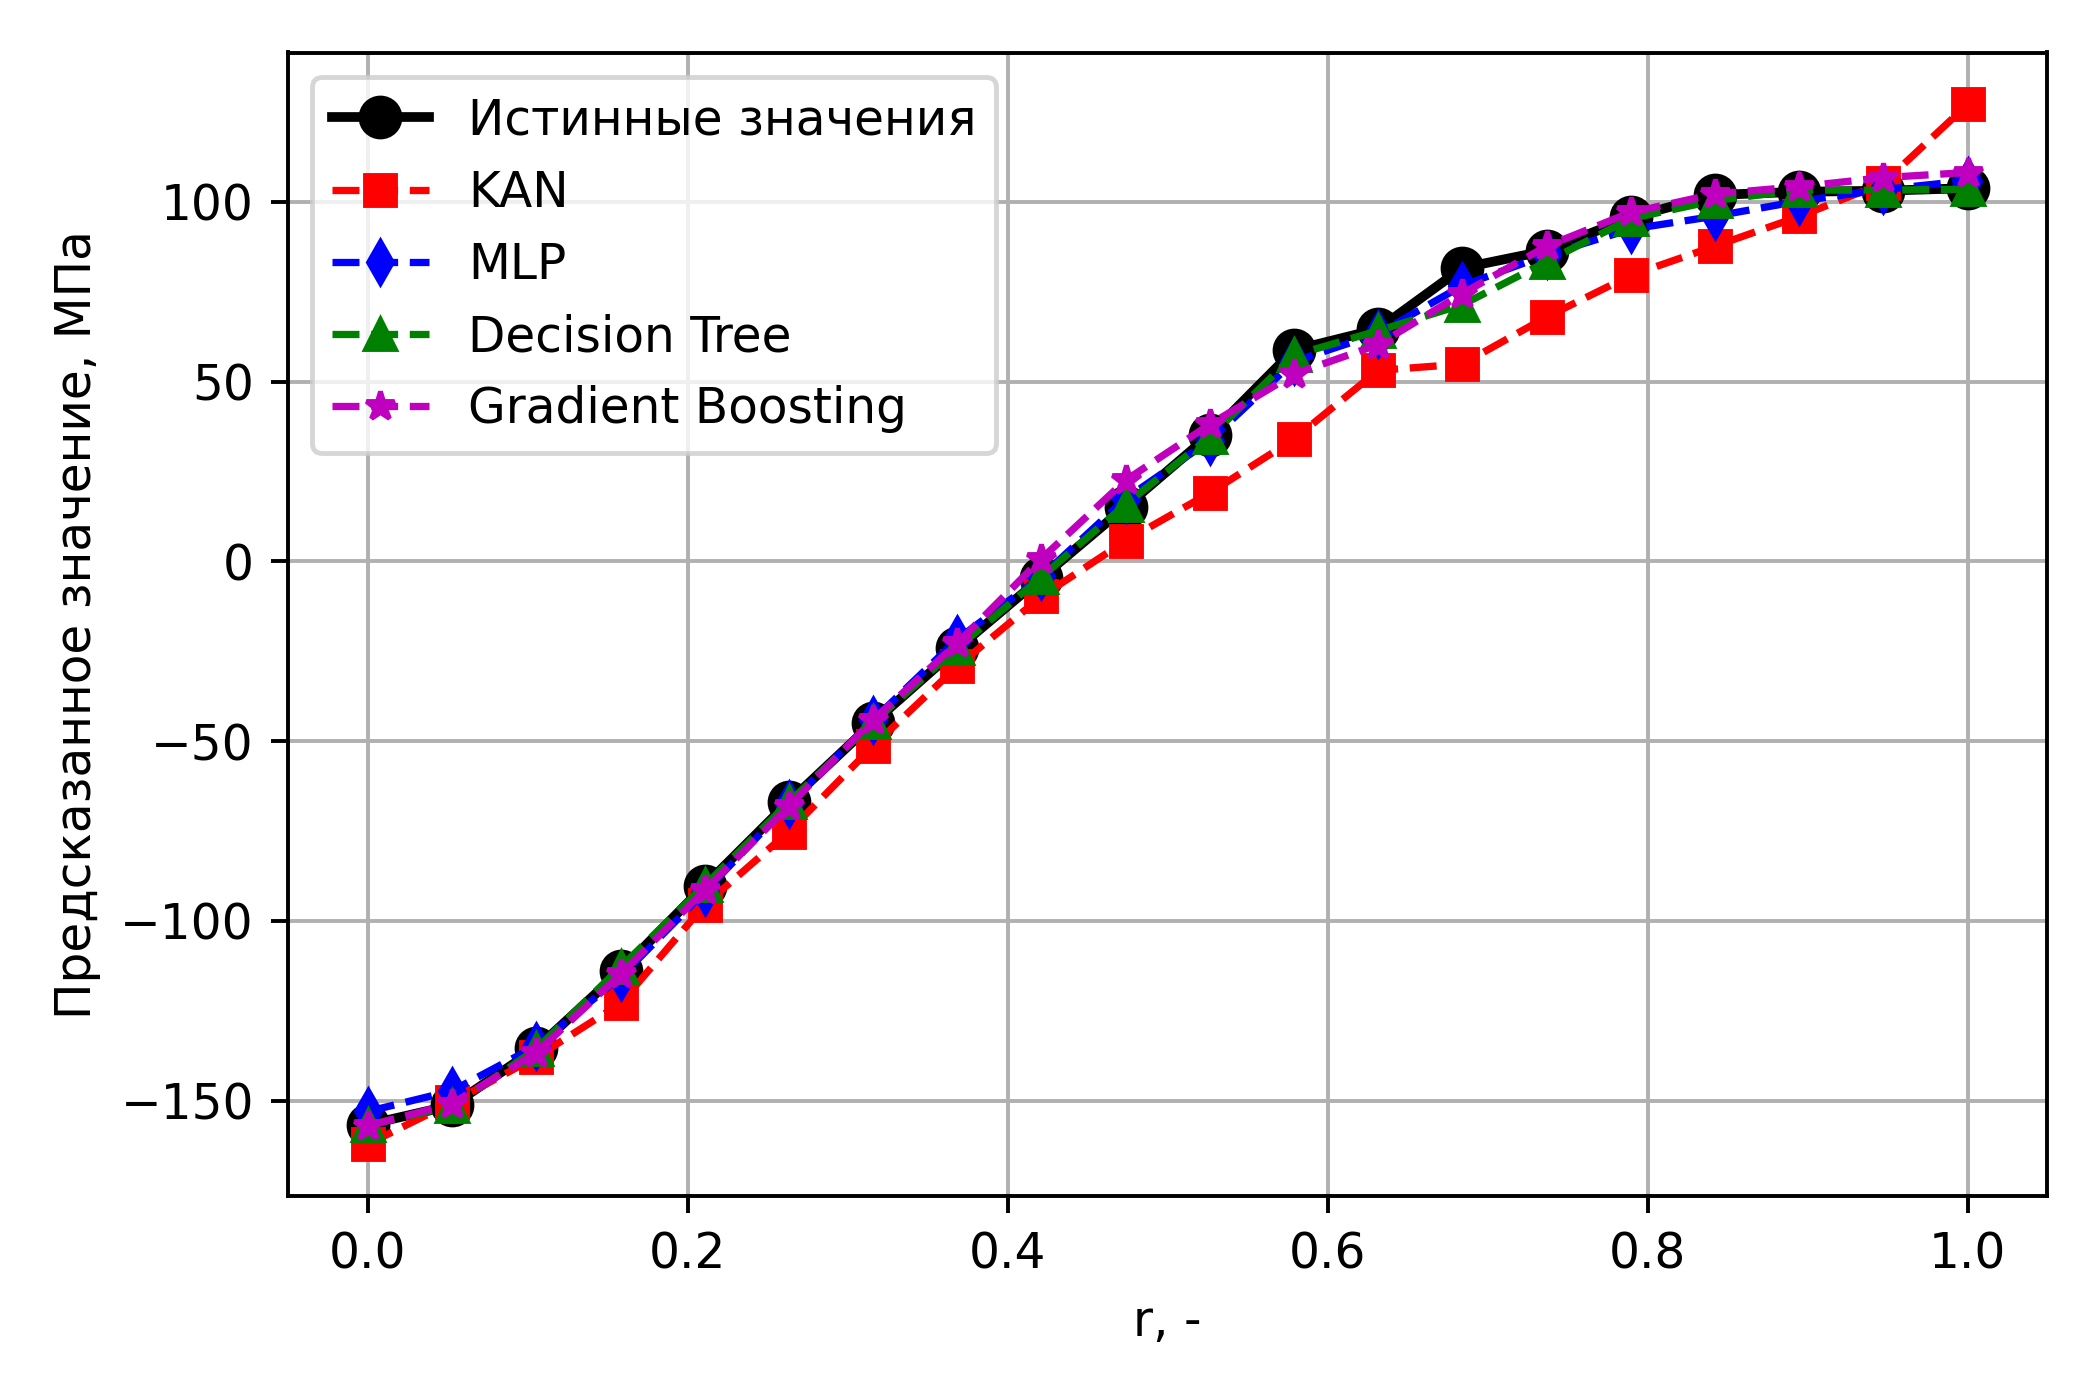 Истинные значения
KAN
MLP
Decision Tree
Gradient Boosting
Предсказанное значение, МПа
100
50
0
−50
−100
−150
0.0 0.2 0.4 0.6 0.8 1.0
r, -